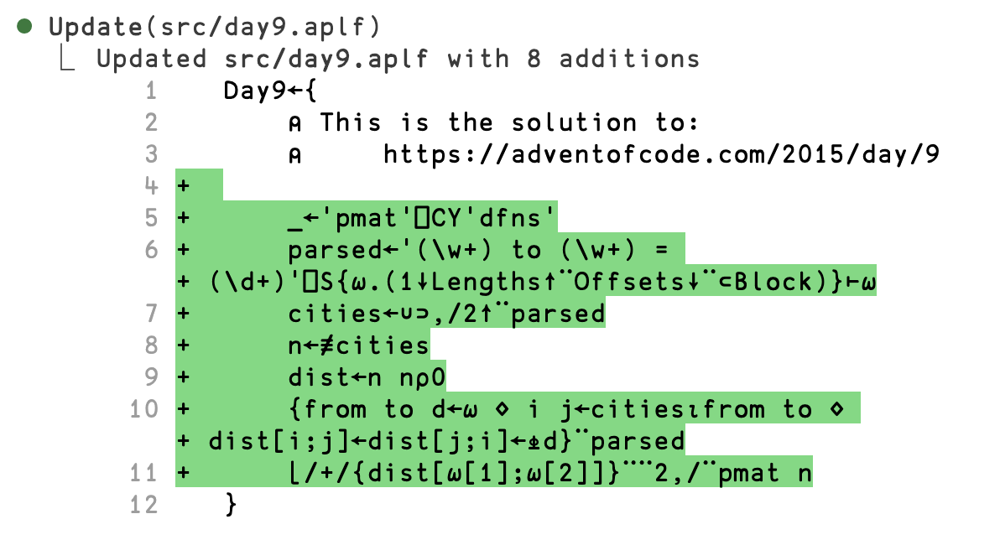 ● Update(src/day9.aplf)
⎿ Updated src/day9.aplf with 8 additions
1 Day9←{
2 ⍝ This is the solution to:
3 ⍝ https://adventofcode.com/2015/day/9
4 +
5 + _←'pmat'⎕CY'dfns'
6 + parsed←'(\w+) to (\w+) =
+ (\d+)'⎕S{⍵.(1↓Lengths↑¨Offsets↓¨⊂Block)}⊢⍵
7 + cities←∪⊃,/2↑¨parsed
8 + n←≢cities
9 + dist←n n⍴0
10 + {from to d←⍵ ⋄ i j←cities⍳from to ⋄
+ dist[i;j]←dist[j;i]←⍎d}¨parsed
11 + ⌊/+/{dist[⍵[1];⍵[2]]}¨¨2,/¨pmat n
12 }